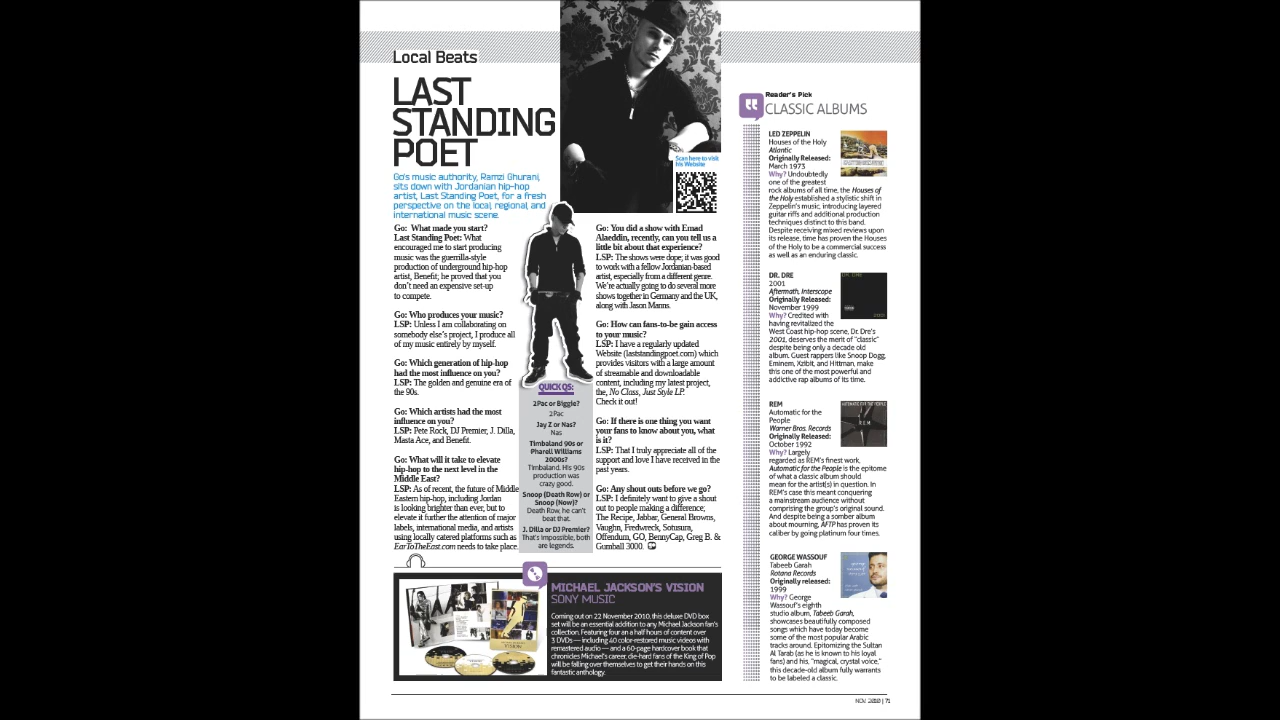 Local Beats
LAST
STANDING
POET
Go's music authority, Ramzi Ghurani,
sits down with Jordanian hip-hop
artist, Last Standing Poet, for a fresh
perspective on the local, regional, and
international music scene.
Scan here to visit
his Website
Go: What made you start?
Last Standing Poet: What
encouraged me to start producing
music was the guerrilla-style
production of underground hip-hop
artist, Benefit; he proved that you
don't need an expensive set-up
to compete.
Go: Who produces your music?
LSP: Unless I am collaborating on
somebody else's project, I produce all
of my music entirely by myself.
Go: Which generation of hip-hop
had the most influence on you?
LSP: The golden and genuine era of
the 90s.
Go: Which artists had the most
influence on you?
LSP: Pete Rock, DJ Premier, J. Dilla,
Masta Ace, and Benefit.
Go: What will it take to elevate
hip-hop to the next level in the
Middle East?
LSP: As of recent, the future of Middle
Eastern hip-hop, including Jordan
is looking brighter than ever, but to
elevate it further the attention of major
labels, international media, and artists
using locally catered platforms such as
EarToTheEast.com needs to take place.
QUICK QS:
2Pac or Biggie?
2Pac
Jay Z or Nas?
Nas
Timbaland 90s or
Pharell Williams
2000s?
Timbaland. His 90s
production was
crazy good.
Snoop (Death Row) or
Snoop (Now)?
Death Row, he can't
beat that.
J. Dilla or DJ Premier?
That's impossible, both
are legends.
Go: You did a show with Emad
Alaeddin, recently, can you tell us a
little bit about that experience?
LSP: The shows were dope; it was good
to work with a fellow Jordanian-based
artist, especially from a different genre.
We're actually going to do several more
shows together in Germany and the UK,
along with Jason Manns.
Go: How can fans-to-be gain access
to your music?
LSP: I have a regularly updated
Website (laststandingpoet.com) which
provides visitors with a large amount
of streamable and downloadable
content, including my latest project,
the, No Class, Just Style LP.
Check it out!
Go: If there is one thing you want
your fans to know about you, what
is it?
LSP: That I truly appreciate all of the
support and love I have received in the
past years.
Go: Any shout outs before we go?
LSP: I definitely want to give a shout
out to people making a difference;
The Recipe, Jabbar, General Browns,
Vaughn, Fredwreck, Sotusura,
Offendum, GO, BennyCap, Greg B. &
Gumball 3000.
MICHAEL JACKSON'S VISION
SONY MUSIC
Coming out on 22 November 2010, this deluxe DVD box
set will be an essential addition to any Michael Jackson fan's
collection. Featuring four an a half hours of content over
3 DVDs — including 40 color-restored music videos with
remastered audio — and a 60-page hardcover book that
chronicles Michael's career, die-hard fans of the King of Pop
will be falling over themselves to get their hands on this
fantastic anthology.
Reader's Pick
CLASSIC ALBUMS
LED ZEPPELIN
Houses of the Holy
Atlantic
Originally Released:
March 1973
Why? Undoubtedly
one of the greatest
rock albums of all time, the Houses of
the Holy established a stylistic shift in
Zeppelin's music, introducing layered
guitar riffs and additional production
techniques distinct to this band.
Despite receiving mixed reviews upon
its release, time has proven the Houses
of the Holy to be a commercial success
as well as an enduring classic.
DR. DRE
2001
Aftermath, Interscope
Originally Released:
November 1999
Why? Credited with
having revitalized the
West Coast hip-hop scene, Dr. Dre's
2001, deserves the merit of "classic"
despite being only a decade old
album. Guest rappers like Snoop Dogg,
Eminem, Xzibit, and Hittman, make
this one of the most powerful and
addictive rap albums of its time.
REM
Automatic for the
People
Warner Bros. Records
Originally Released:
October 1992
Why? Largely
regarded as REM's finest work,
Automatic for the People is the epitome
of what a classic album should
mean for the artist(s) in question. In
REM's case this meant conquering
a mainstream audience without
comprising the group's original sound.
And despite being a somber album
about mourning, AFTP has proven its
caliber by going platinum four times.
AUTOMATIC FOR THE PEOPLE
R.E.M.
GEORGE WASSOUF
Tabeeb Garah
Rotana Records
Originally released:
1999
Why? George
Wassouf's eighth
studio album, Tabeeb Garah,
showcases beautifully composed
songs which have today become
some of the most popular Arabic
tracks around. Epitomizing the Sultan
Al Tarab (as he is known to his loyal
fans) and his, "magical, crystal voice,"
this decade-old album fully warrants
to be labeled a classic.
NOV. 2010 | 71